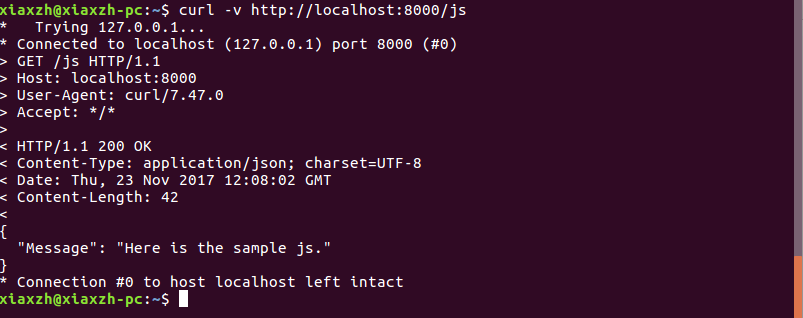 xiaxzh@xiaxzh-pc:~$ curl -v http://localhost:8000/js
*   Trying 127.0.0.1...
* Connected to localhost (127.0.0.1) port 8000 (#0)
> GET /js HTTP/1.1
> Host: localhost:8000
> User-Agent: curl/7.47.0
> Accept: */*
>
< HTTP/1.1 200 OK
< Content-Type: application/json; charset=UTF-8
< Date: Thu, 23 Nov 2017 12:08:02 GMT
< Content-Length: 42
<
{
  "Message": "Here is the sample js."
}
* Connection #0 to host localhost left intact
xiaxzh@xiaxzh-pc:~$